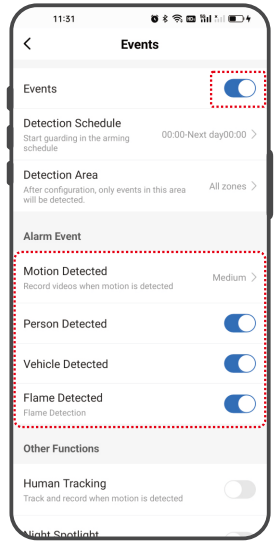 11:31
Events
Events
Detection Schedule
Start guarding in the arming
schedule
00:00-Next day00:00 >
Detection Area
After configuration, only events in this area
will be detected.
All zones >
Alarm Event
Motion Detected
Record videos when motion is detected
Medium >
Person Detected
Vehicle Detected
Flame Detected
Flame Detection
Other Functions
Human Tracking
Track and record when motion is detected
Night Spotlight